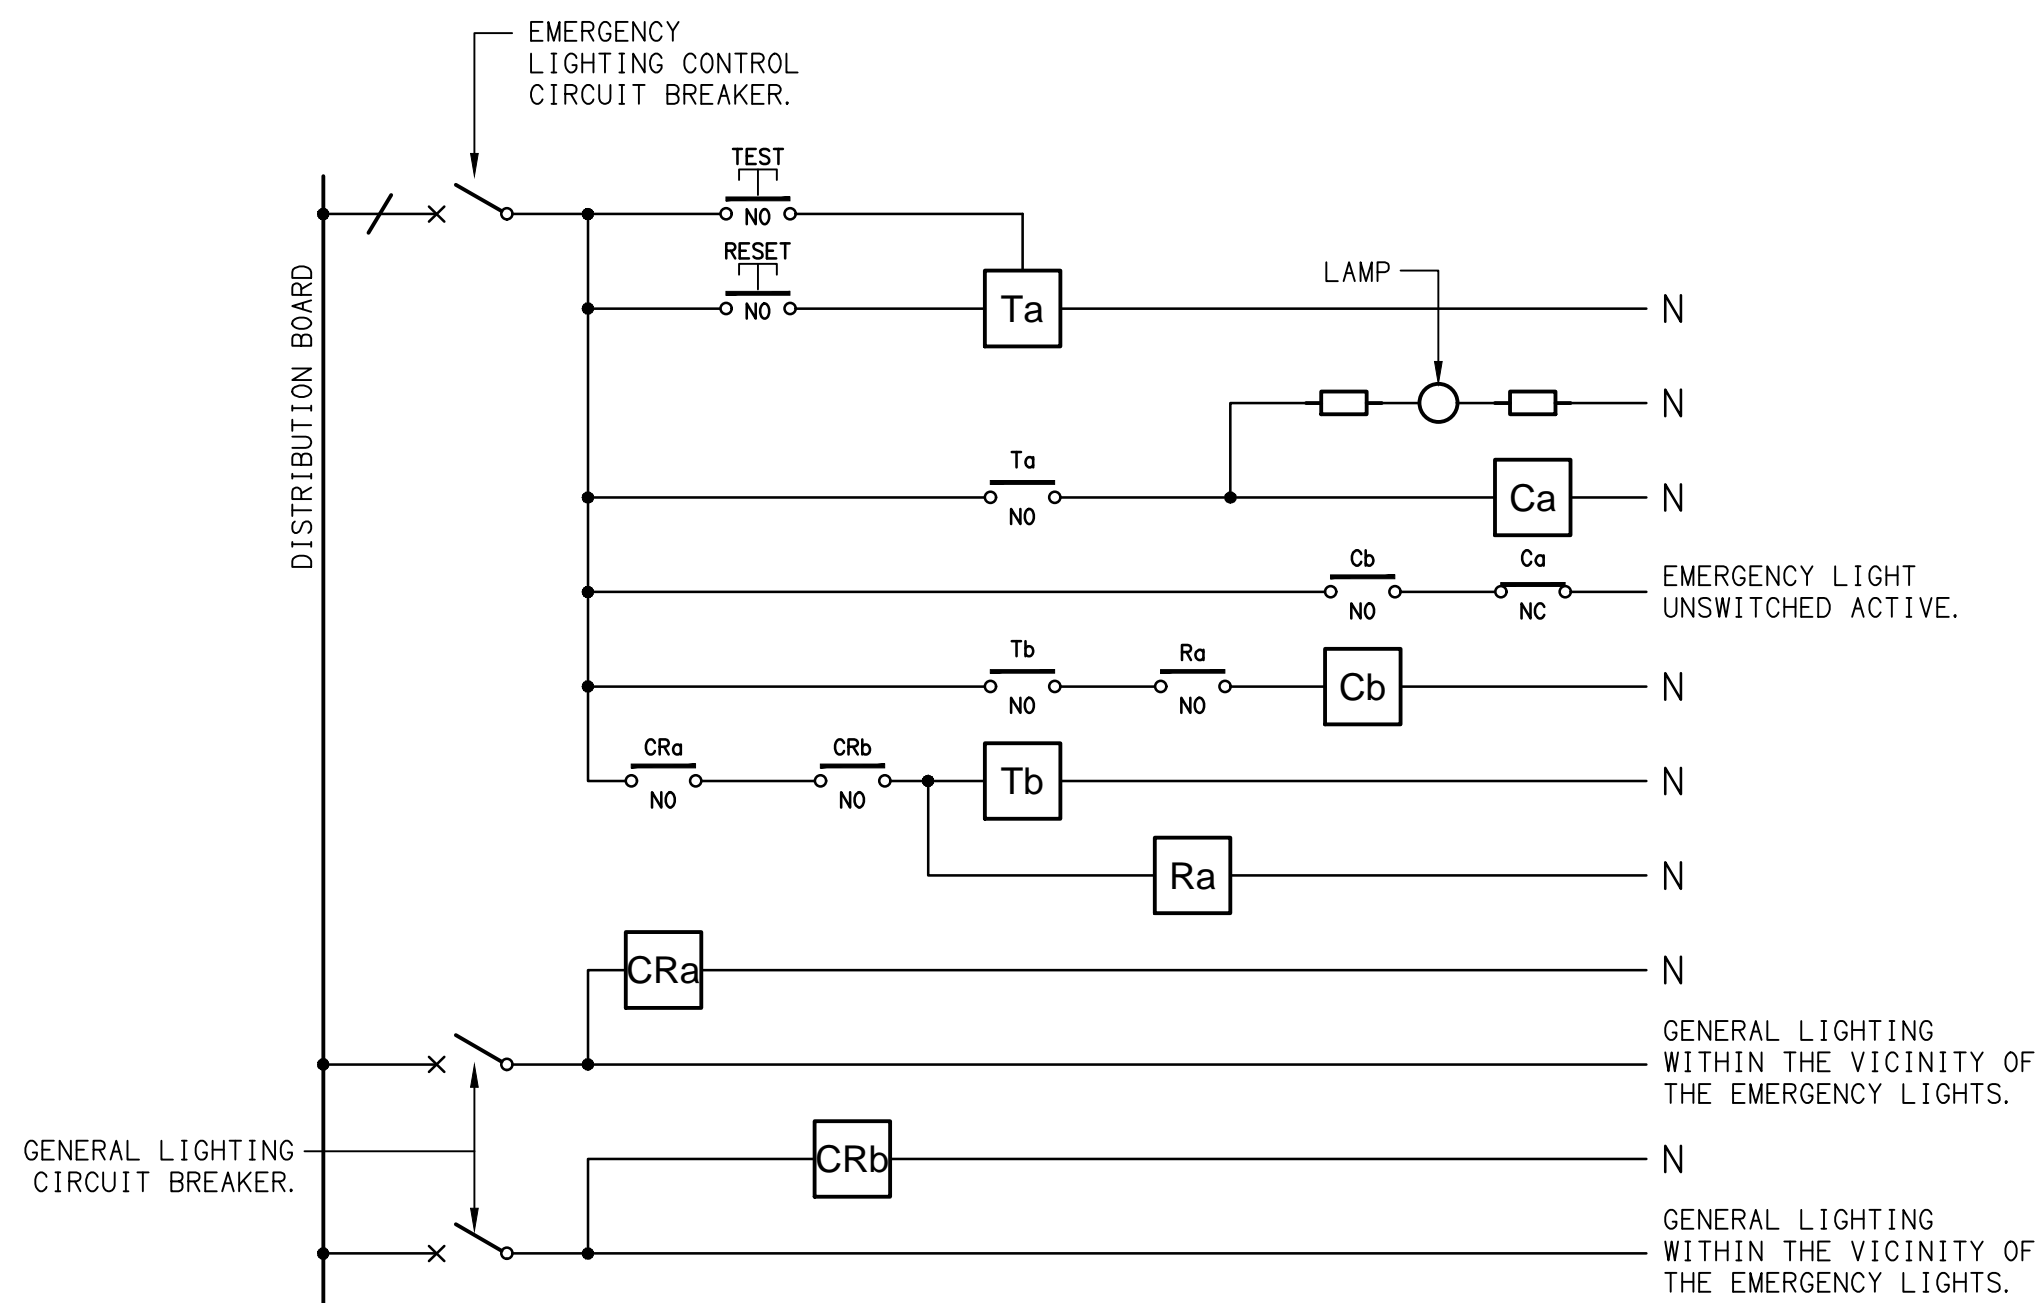 EMERGENCY
LIGHTING CONTROL
CIRCUIT BREAKER.
TEST
NO
RESET
NO
Ta
N
LAMP
N
DISTRIBUTION BOARD
Ta
NO
Ca
N
Cb
NO
Ca
NC
EMERGENCY LIGHT
UNSWITCHED ACTIVE.
Tb
NO
Ra
NO
Cb
N
CRa
NO
CRb
NO
Tb
N
Ra
N
CRa
N
GENERAL LIGHTING
WITHIN THE VICINITY OF
THE EMERGENCY LIGHTS.
GENERAL LIGHTING
CIRCUIT BREAKER.
CRb
N
GENERAL LIGHTING
WITHIN THE VICINITY OF
THE EMERGENCY LIGHTS.